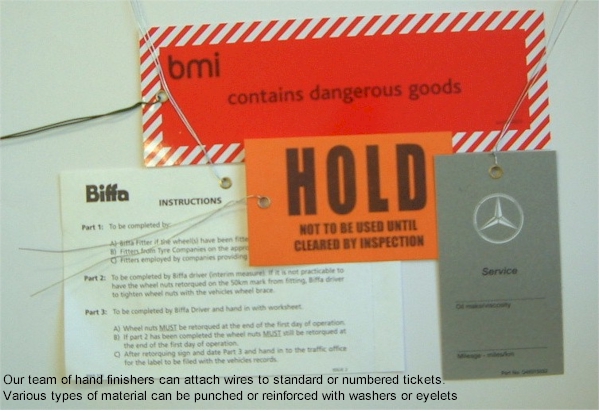 bmi
contains dangerous goods
HOLD
NOT TO BE USED UNTIL
CLEARED BY INSPECTION
Biffa
INSTRUCTIONS
Part 1: To be completed by:
A) Biffa Fitter if the wheel(s) have been fitte
B) Fitters from Tyre Companies on the appro
C) Fitters employed by companies providing
Part 2: To be completed by Biffa driver (interim measure). If it is not practicable to
have the wheel nuts retorqued on the 50km mark from fitting, Biffa driver
to tighten wheel nuts with the vehicles wheel brace.
Part 3: To be completed by Biffa Driver and hand in with worksheet.
A) Wheel nuts MUST be retorqued at the end of the first day of operation.
B) If part 2 has been completed the wheel nuts MUST still be retorqued at
the end of the first day of operation.
C) After retorquing sign and date Part 3 and hand in to the traffic office
for the label to be filed with the vehicles records.
Service
Oil make/viscosity
Mileage - miles/km
Our team of hand finishers can attach wires to standard or numbered tickets.
Various types of material can be punched or reinforced with washers or eyelets